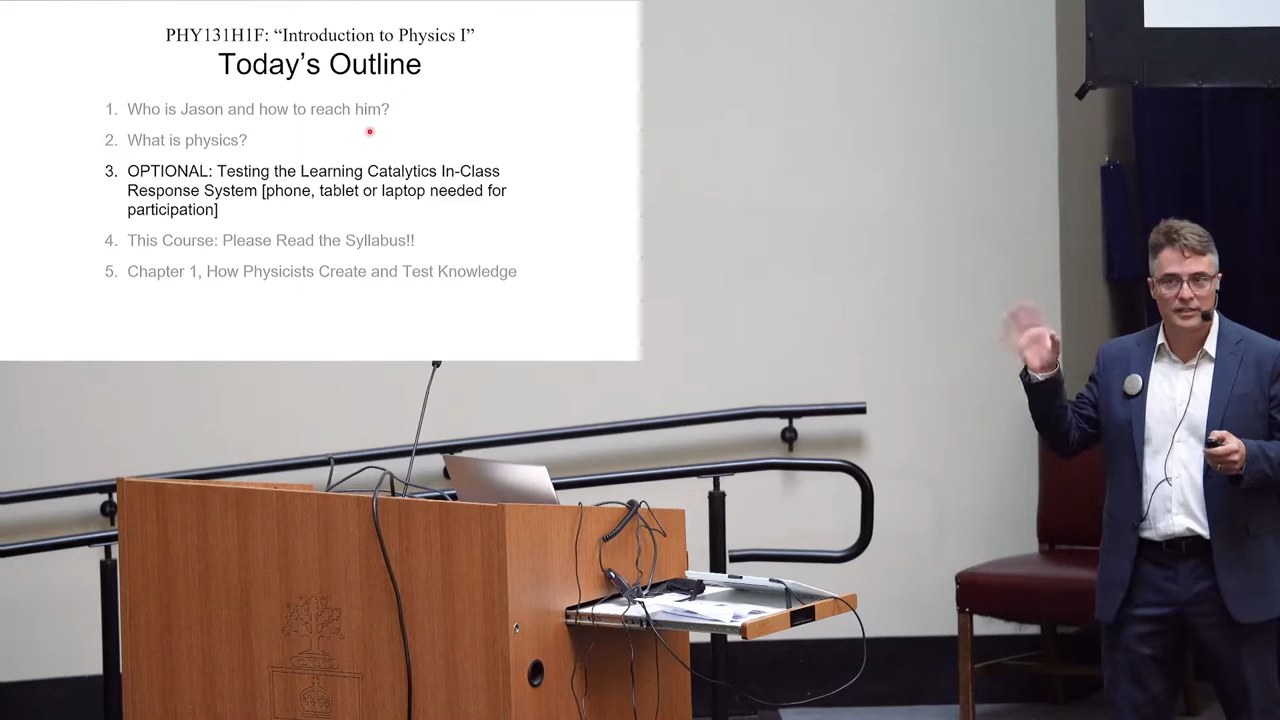 PHY131H1F: “Introduction to Physics I”
Today’s Outline
1. Who is Jason and how to reach him?
2. What is physics?
3. OPTIONAL: Testing the Learning Catalytics In-Class
Response System [phone, tablet or laptop needed for
participation]
4. This Course: Please Read the Syllabus!!
5. Chapter 1, How Physicists Create and Test Knowledge